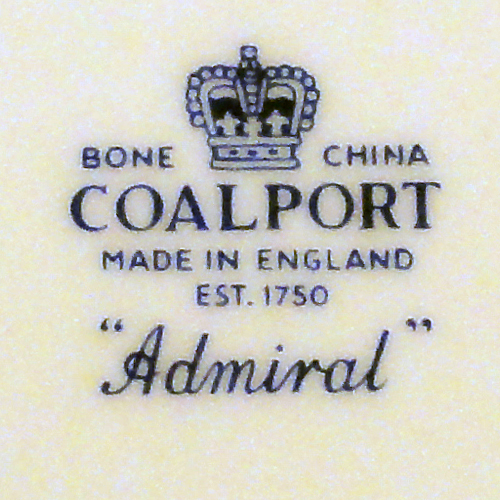 BONE CHINA
COALPORT
MADE IN ENGLAND
EST. 1750
"Admiral"